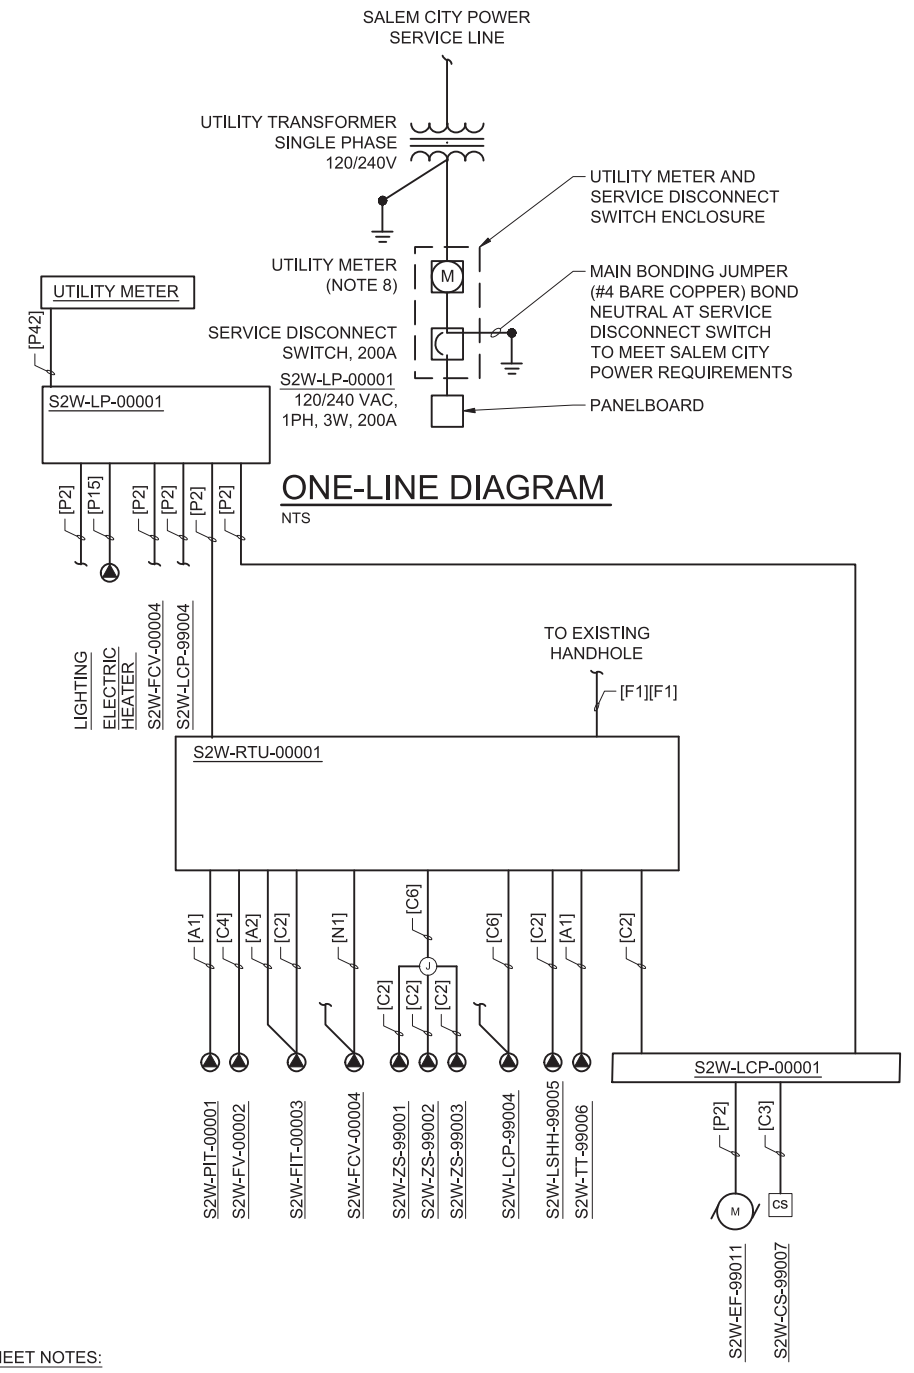 SALEM CITY POWER
SERVICE LINE
UTILITY TRANSFORMER
SINGLE PHASE
120/240V
UTILITY METER AND
SERVICE DISCONNECT
SWITCH ENCLOSURE
UTILITY METER
(NOTE 8)
M
MAIN BONDING JUMPER
(#4 BARE COPPER) BOND
NEUTRAL AT SERVICE
DISCONNECT SWITCH
TO MEET SALEM CITY
POWER REQUIREMENTS
SERVICE DISCONNECT
SWITCH, 200A
S2W-LP-00001
120/240 VAC,
1PH, 3W, 200A
PANELBOARD
ONE-LINE DIAGRAM
NTS
UTILITY METER
[P42]
S2W-LP-00001
[P2]
[P15]
[P2]
[P2]
[P2]
[P2]
LIGHTING
ELECTRIC
HEATER
S2W-FCV-00004
S2W-LCP-99004
TO EXISTING
HANDHOLE
[F1][F1]
S2W-RTU-00001
[A1]
[C4]
[A2]
[C2]
[N1]
[C6]
[C6]
[C2]
[A1]
[C2]
J
[C2]
[C2]
[C2]
S2W-PIT-00001
S2W-FV-00002
S2W-FIT-00003
S2W-FCV-00004
S2W-ZS-99001
S2W-ZS-99002
S2W-ZS-99003
S2W-LCP-99004
S2W-LSHH-99005
S2W-TT-99006
S2W-LCP-00001
[P2]
[C3]
M
CS
S2W-EF-99011
S2W-CS-99007
HEET NOTES: